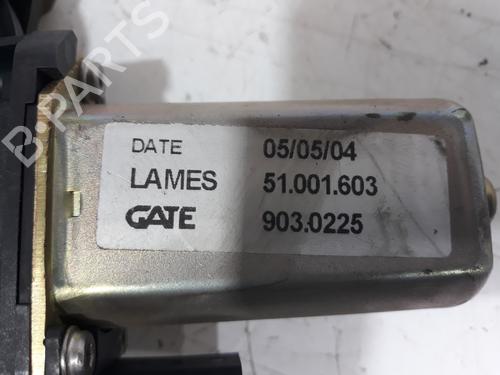 B-PARTS
DATE 05/05/04
LAMES 51.001.603
GATE 903.0225